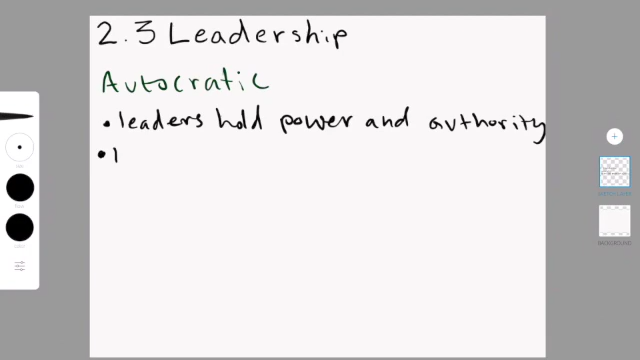 2.3 Leadership
Autocratic
• leaders hold power and authority
• l